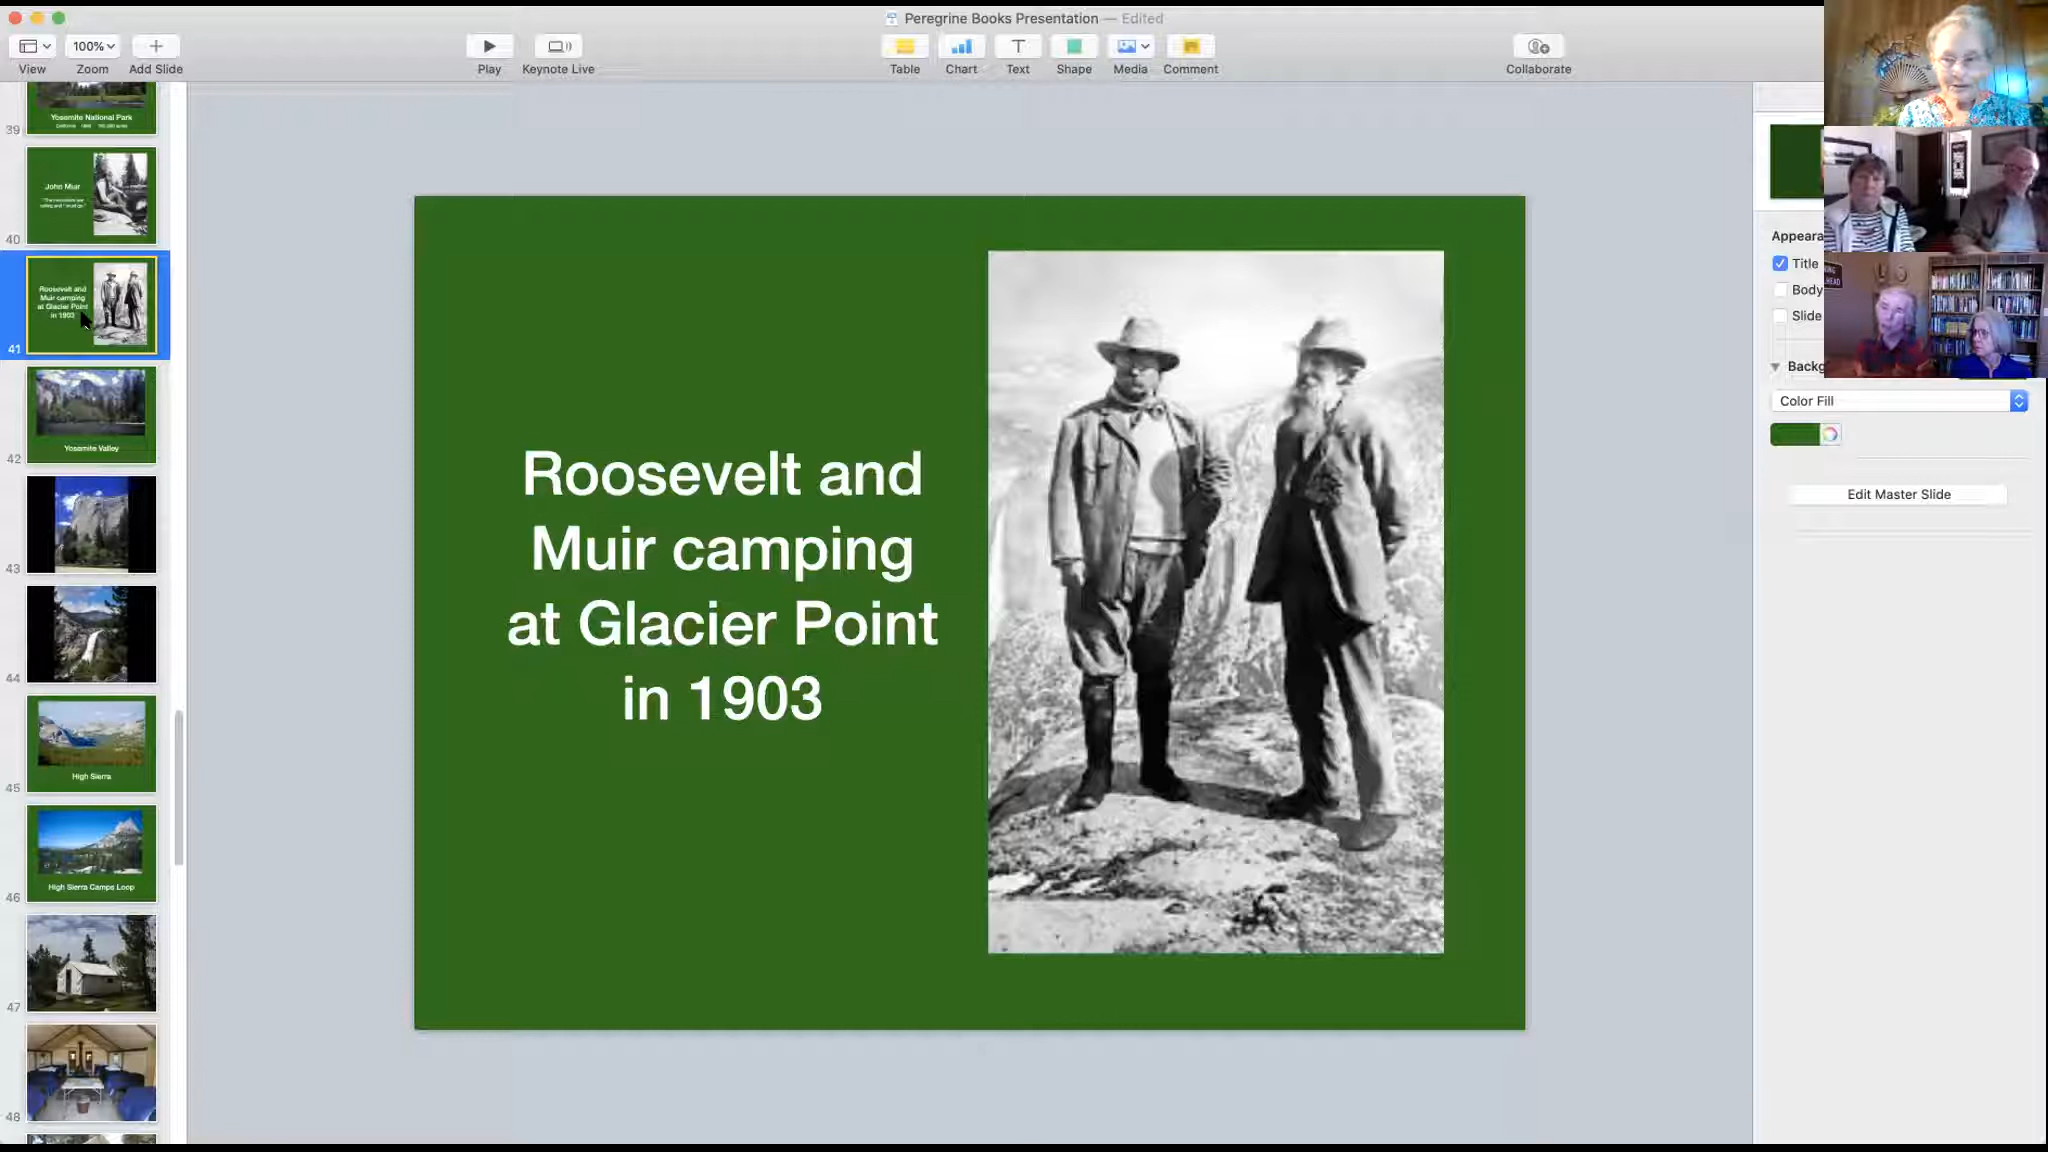 Peregrine Books Presentation — Edited
100%
View
Zoom
Add Slide
Play
Keynote Live
Table
Chart
Text
Shape
Media
Comment
Collaborate
Yosemite National Park
39
John Muir
40
Roosevelt and
Muir camping
at Glacier Point
in 1903
41
Yosemite Valley
42
43
44
High Sierra
45
High Sierra Camps Loop
46
47
48
Roosevelt and
Muir camping
at Glacier Point
in 1903
Appeara
Title
Body
Slide
Backg
Color Fill
Edit Master Slide